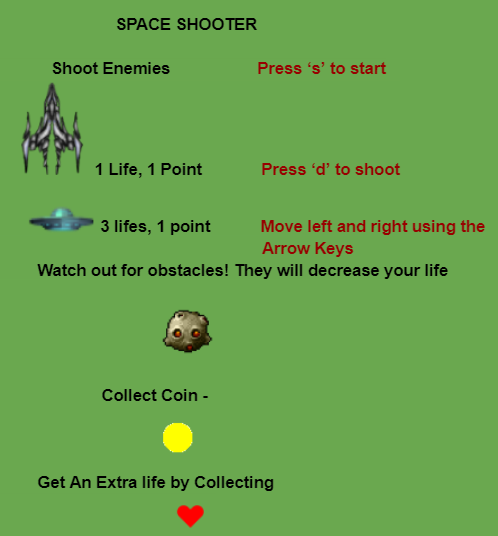 SPACE SHOOTER
Shoot Enemies
Press ‘s’ to start
1 Life, 1 Point
Press ‘d’ to shoot
3 lifes, 1 point
Move left and right using the
Arrow Keys
Watch out for obstacles! They will decrease your life
Collect Coin -
Get An Extra life by Collecting